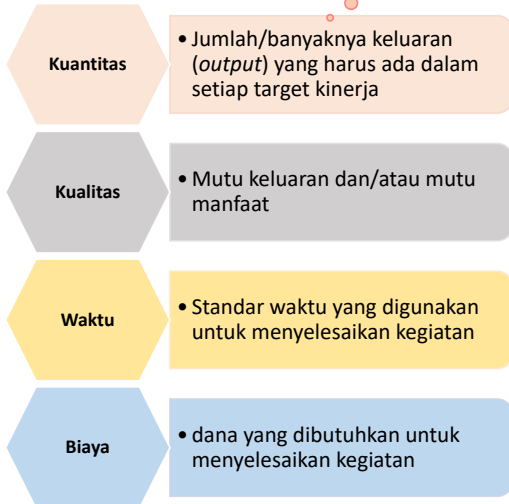 Kuantitas
• Jumlah/banyaknya keluaran
(output) yang harus ada dalam
setiap target kinerja
Kualitas
• Mutu keluaran dan/atau mutu
manfaat
Waktu
• Standar waktu yang digunakan
untuk menyelesaikan kegiatan
Biaya
• dana yang dibutuhkan untuk
menyelesaikan kegiatan